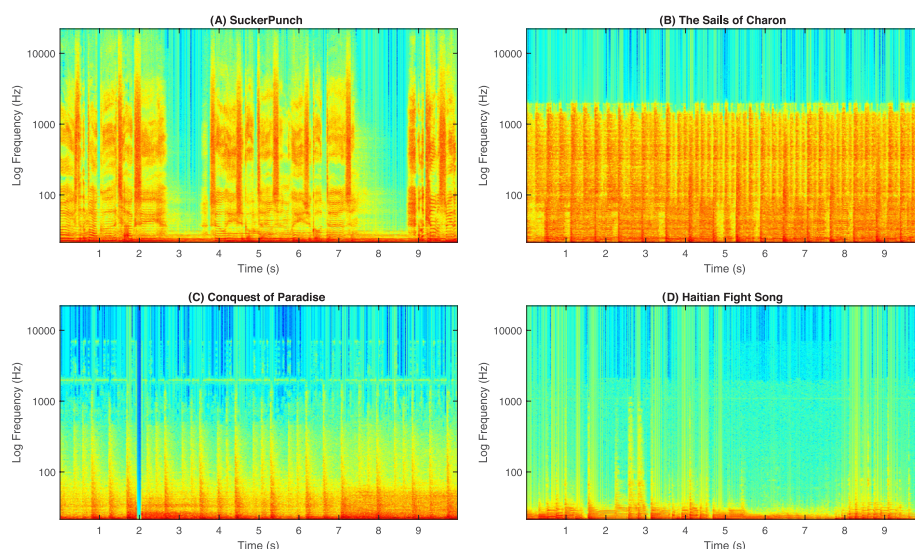 (A) SuckerPunch
Log Frequency (Hz)
10000
1000
100
1 2 3 4 5 6 7 8 9
Time (s)
(B) The Sails of Charon
Log Frequency (Hz)
10000
1000
100
1 2 3 4 5 6 7 8 9
Time (s)
(C) Conquest of Paradise
Log Frequency (Hz)
10000
1000
100
1 2 3 4 5 6 7 8 9
Time (s)
(D) Haitian Fight Song
Log Frequency (Hz)
10000
1000
100
1 2 3 4 5 6 7 8 9
Time (s)